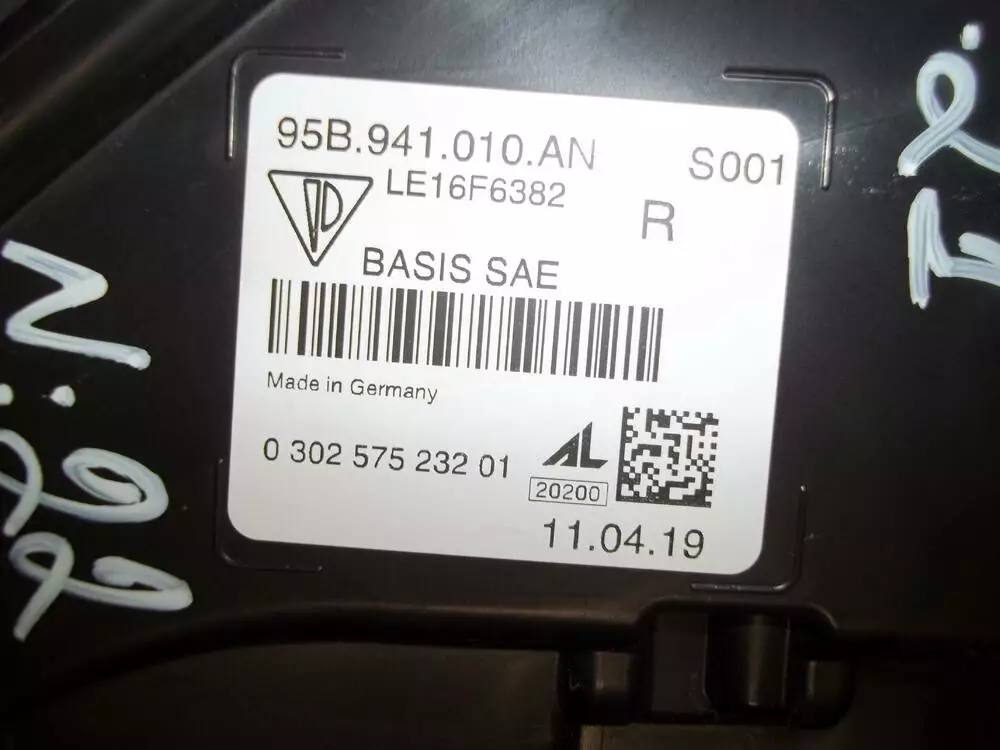 95B.941.010.AN
S001
LE16F6382
R
BASIS SAE
Made in Germany
0 302 575 232 01
AL
20200
11.04.19